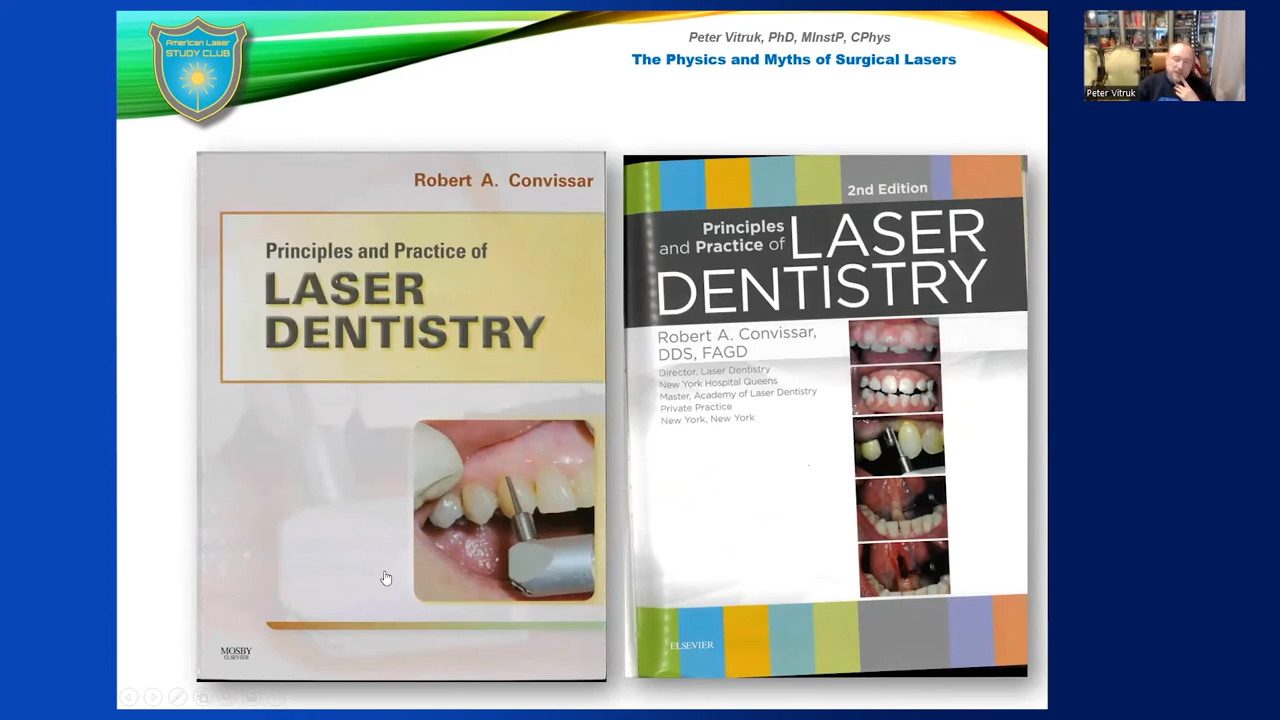 American Laser
STUDY CLUB
Peter Vitruk, PhD, MInstP, CPhys
The Physics and Myths of Surgical Lasers
Peter Vitruk
Robert A. Convissar
Principles and Practice of
LASER
DENTISTRY
MOSBY
ELSEVIER
2nd Edition
Principles
and Practice of LASER
DENTISTRY
Robert A. Convissar,
DDS, FAGD
Director, Laser Dentistry
New York Hospital Queens
Master, Academy of Laser Dentistry
Private Practice
New York, New York
ELSEVIER